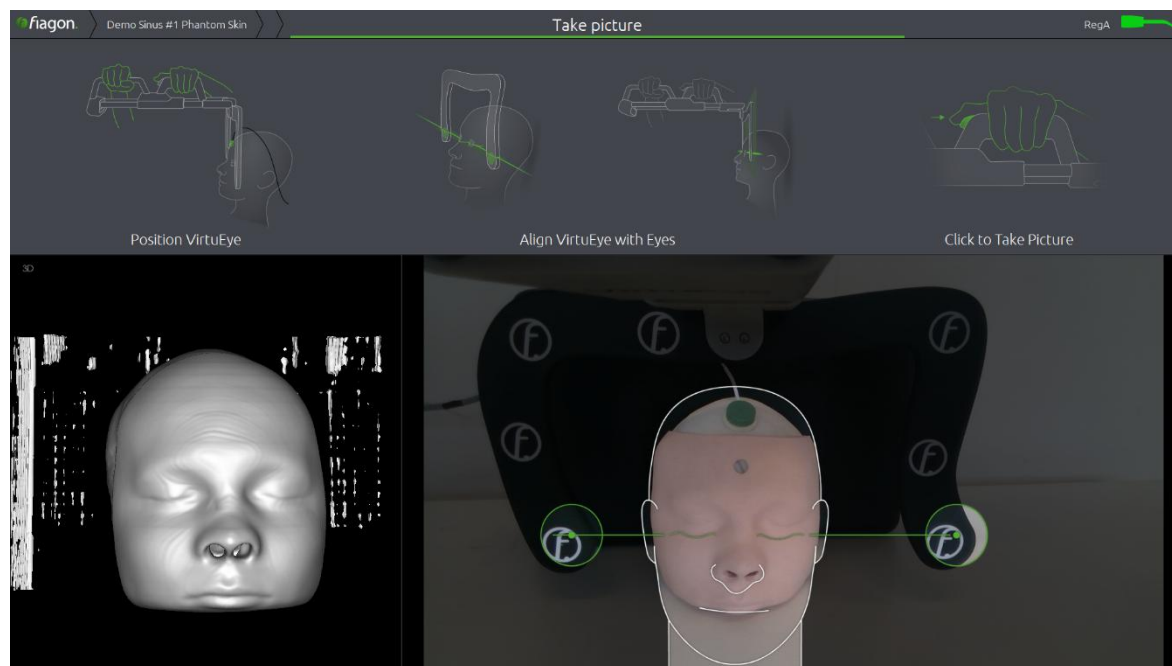 fiagon.
Demo Sinus #1 Phantom Skin
Take picture
RegA
Position VirtuEye
Align VirtuEye with Eyes
Click to Take Picture
3D
f.
f.
f.
f.
f.
f.
f.